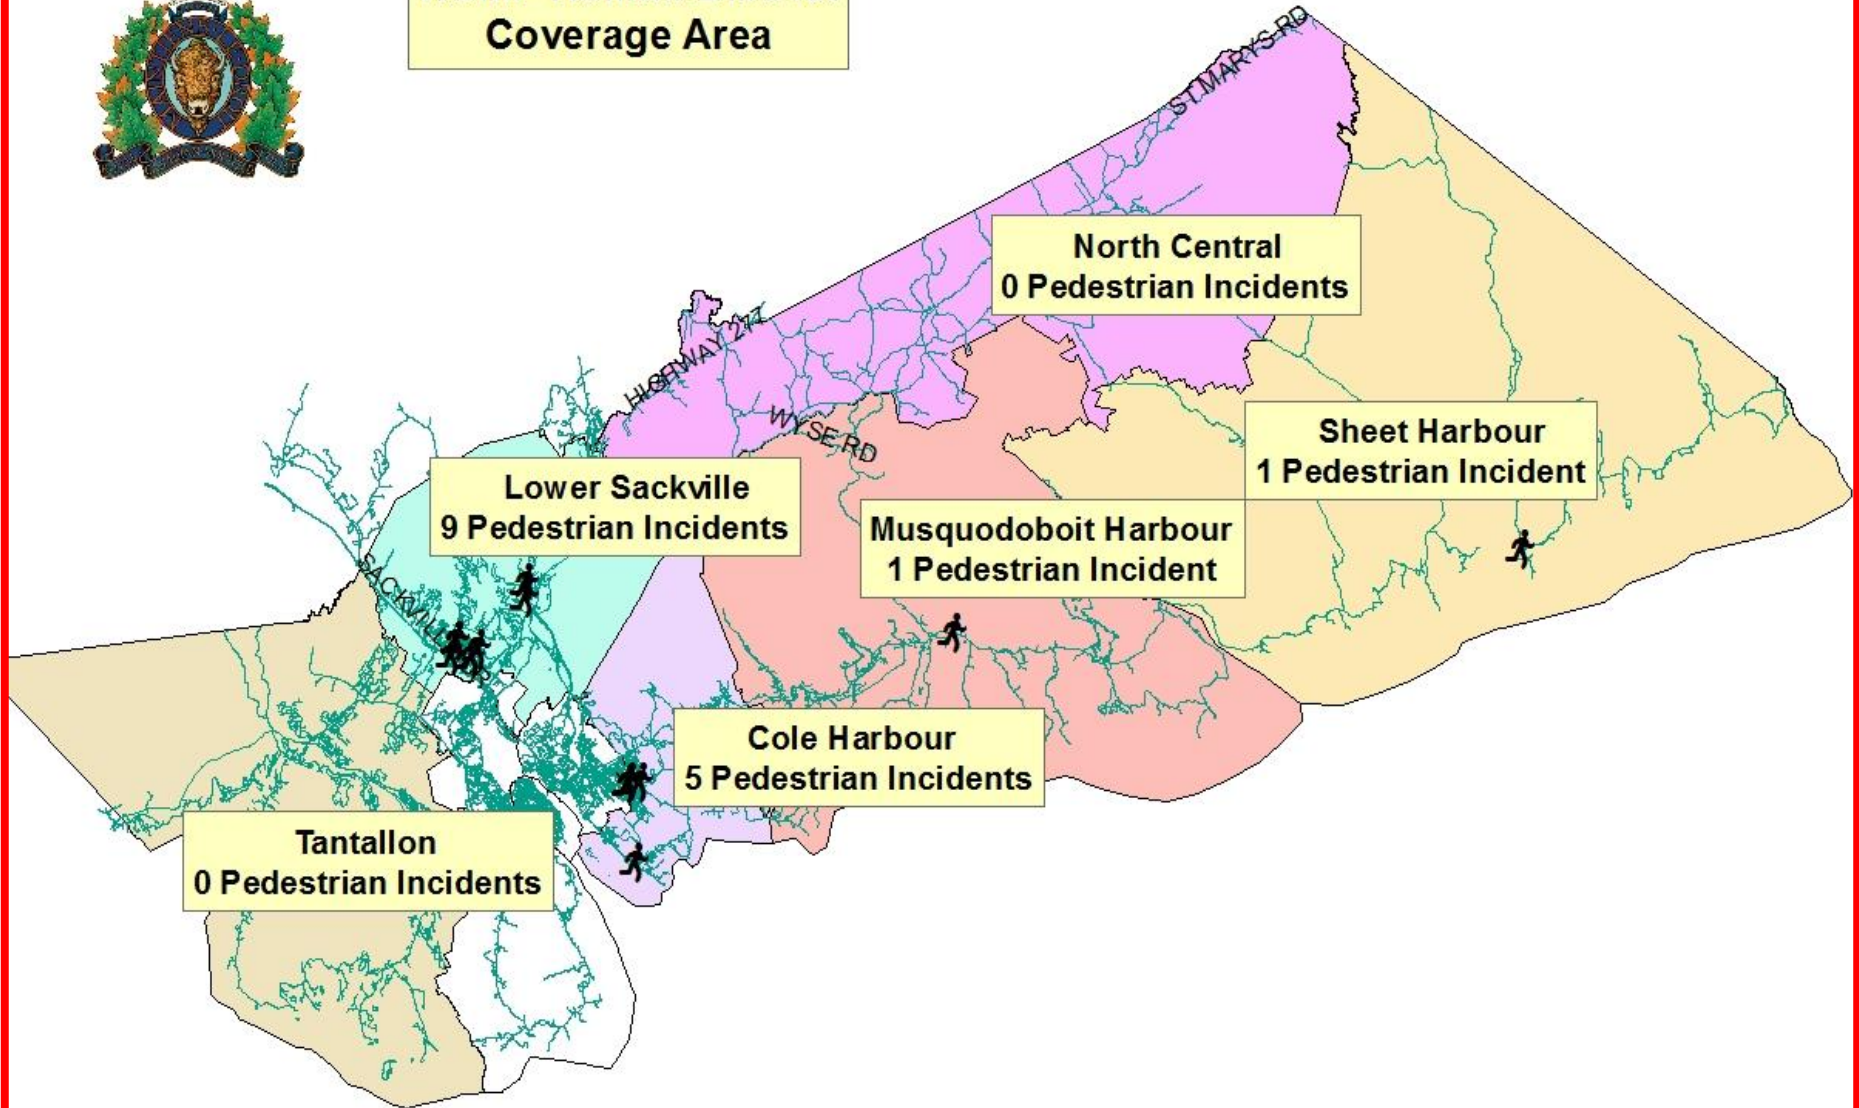 Coverage Area
ST.MARYS RD
North Central
0 Pedestrian Incidents
HIGHWAY 277
WYSE RD
Sheet Harbour
1 Pedestrian Incident
Lower Sackville
9 Pedestrian Incidents
Musquodoboit Harbour
1 Pedestrian Incident
Cole Harbour
5 Pedestrian Incidents
Tantallon
0 Pedestrian Incidents